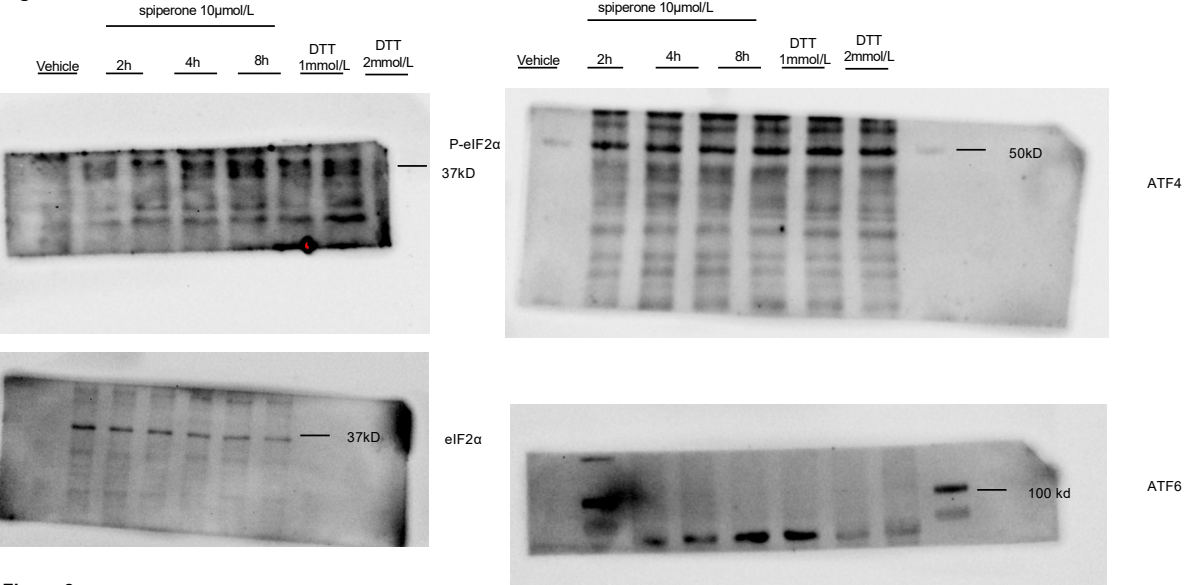 spiperone 10µmol/L
Vehicle
2h
4h
8h
DTT
1mmol/L
DTT
2mmol/L
P-eIF2α
37kD
37kD
eIF2α
spiperone 10µmol/L
Vehicle
2h
4h
8h
DTT
1mmol/L
DTT
2mmol/L
50kD
ATF4
100 kd
ATF6